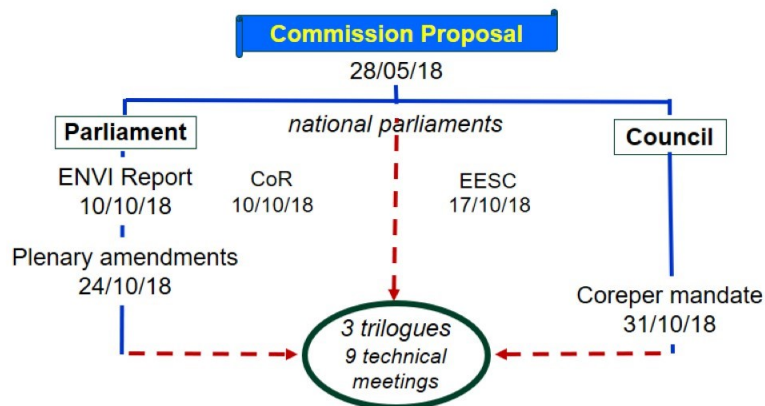 Commission Proposal
28/05/18
Parliament
national parliaments
Council
ENVI Report
10/10/18
CoR
10/10/18
EESC
17/10/18
Plenary amendments
24/10/18
Coreper mandate
31/10/18
3 trilogues
9 technical
meetings